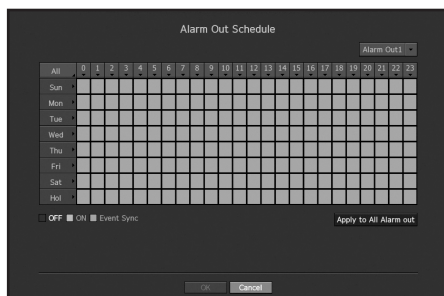 Alarm Out Schedule
Alarm Out1
All 0 1 2 3 4 5 6 7 8 9 10 11 12 13 14 15 16 17 18 19 20 21 22 23
Sun
Mon
Tue
Wed
Thu
Fri
Sat
Hol
OFF ON Event Sync
Apply to All Alarm out
OK Cancel